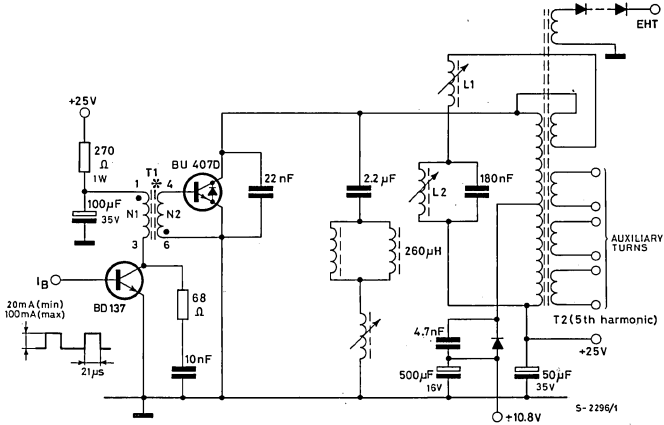 EHT
L1
+25V
270
Ω
1W
T1
*
BU 407D
1
4
22 nF
2.2 µF
L2
180nF
100µF
35V
N1
N2
3
6
260µH
AUXILIARY
TURNS
IB
BD137
20mA(min)
100mA(max)
68
Ω
21µs
10nF
T2(5th harmonic)
4.7nF
+25V
500µF
16V
50µF
35V
+10.8V
S-2296/1